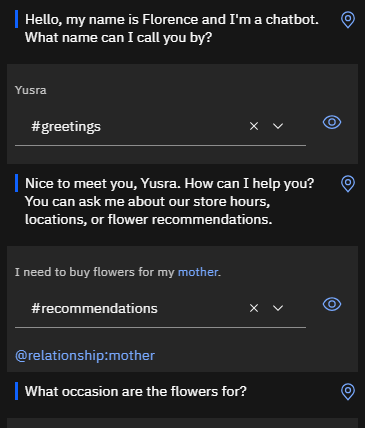 Hello, my name is Florence and I'm a chatbot.
What name can I call you by?
Yusra
#greetings
Nice to meet you, Yusra. How can I help you?
You can ask me about our store hours,
locations, or flower recommendations.
I need to buy flowers for my mother.
#recommendations
@relationship:mother
What occasion are the flowers for?